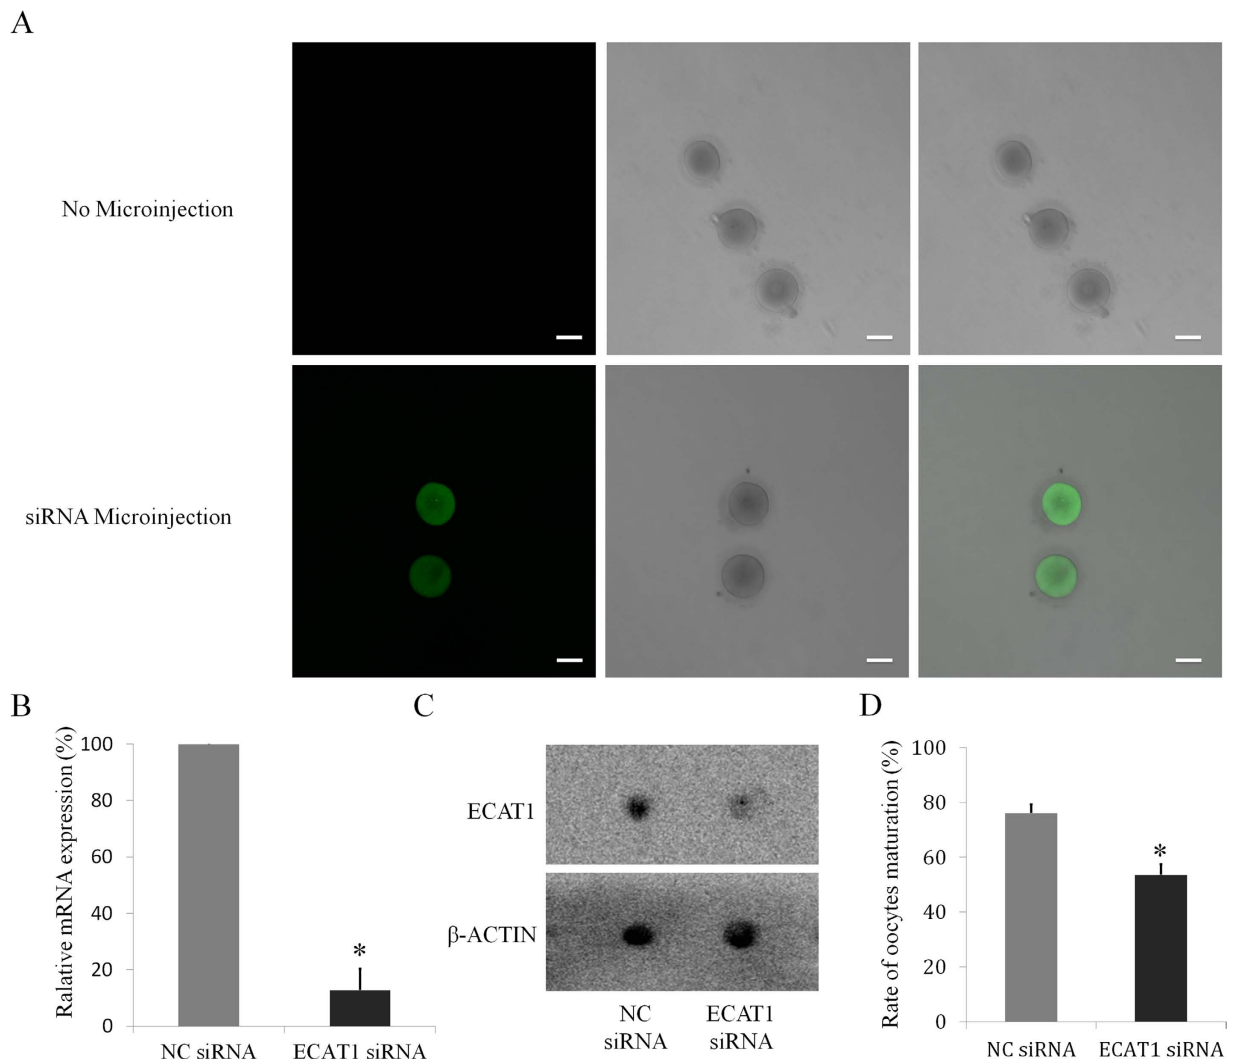 A
No Microinjection
siRNA Microinjection
B
Ralative mRNA expression (%)
100
80
60
40
20
0
*
NC siRNA
ECAT1 siRNA
C
ECAT1
β-ACTIN
NC
siRNA
ECAT1
siRNA
D
Rate of oocytes maturation (%)
100
80
60
40
20
0
*
NC siRNA
ECAT1 siRNA